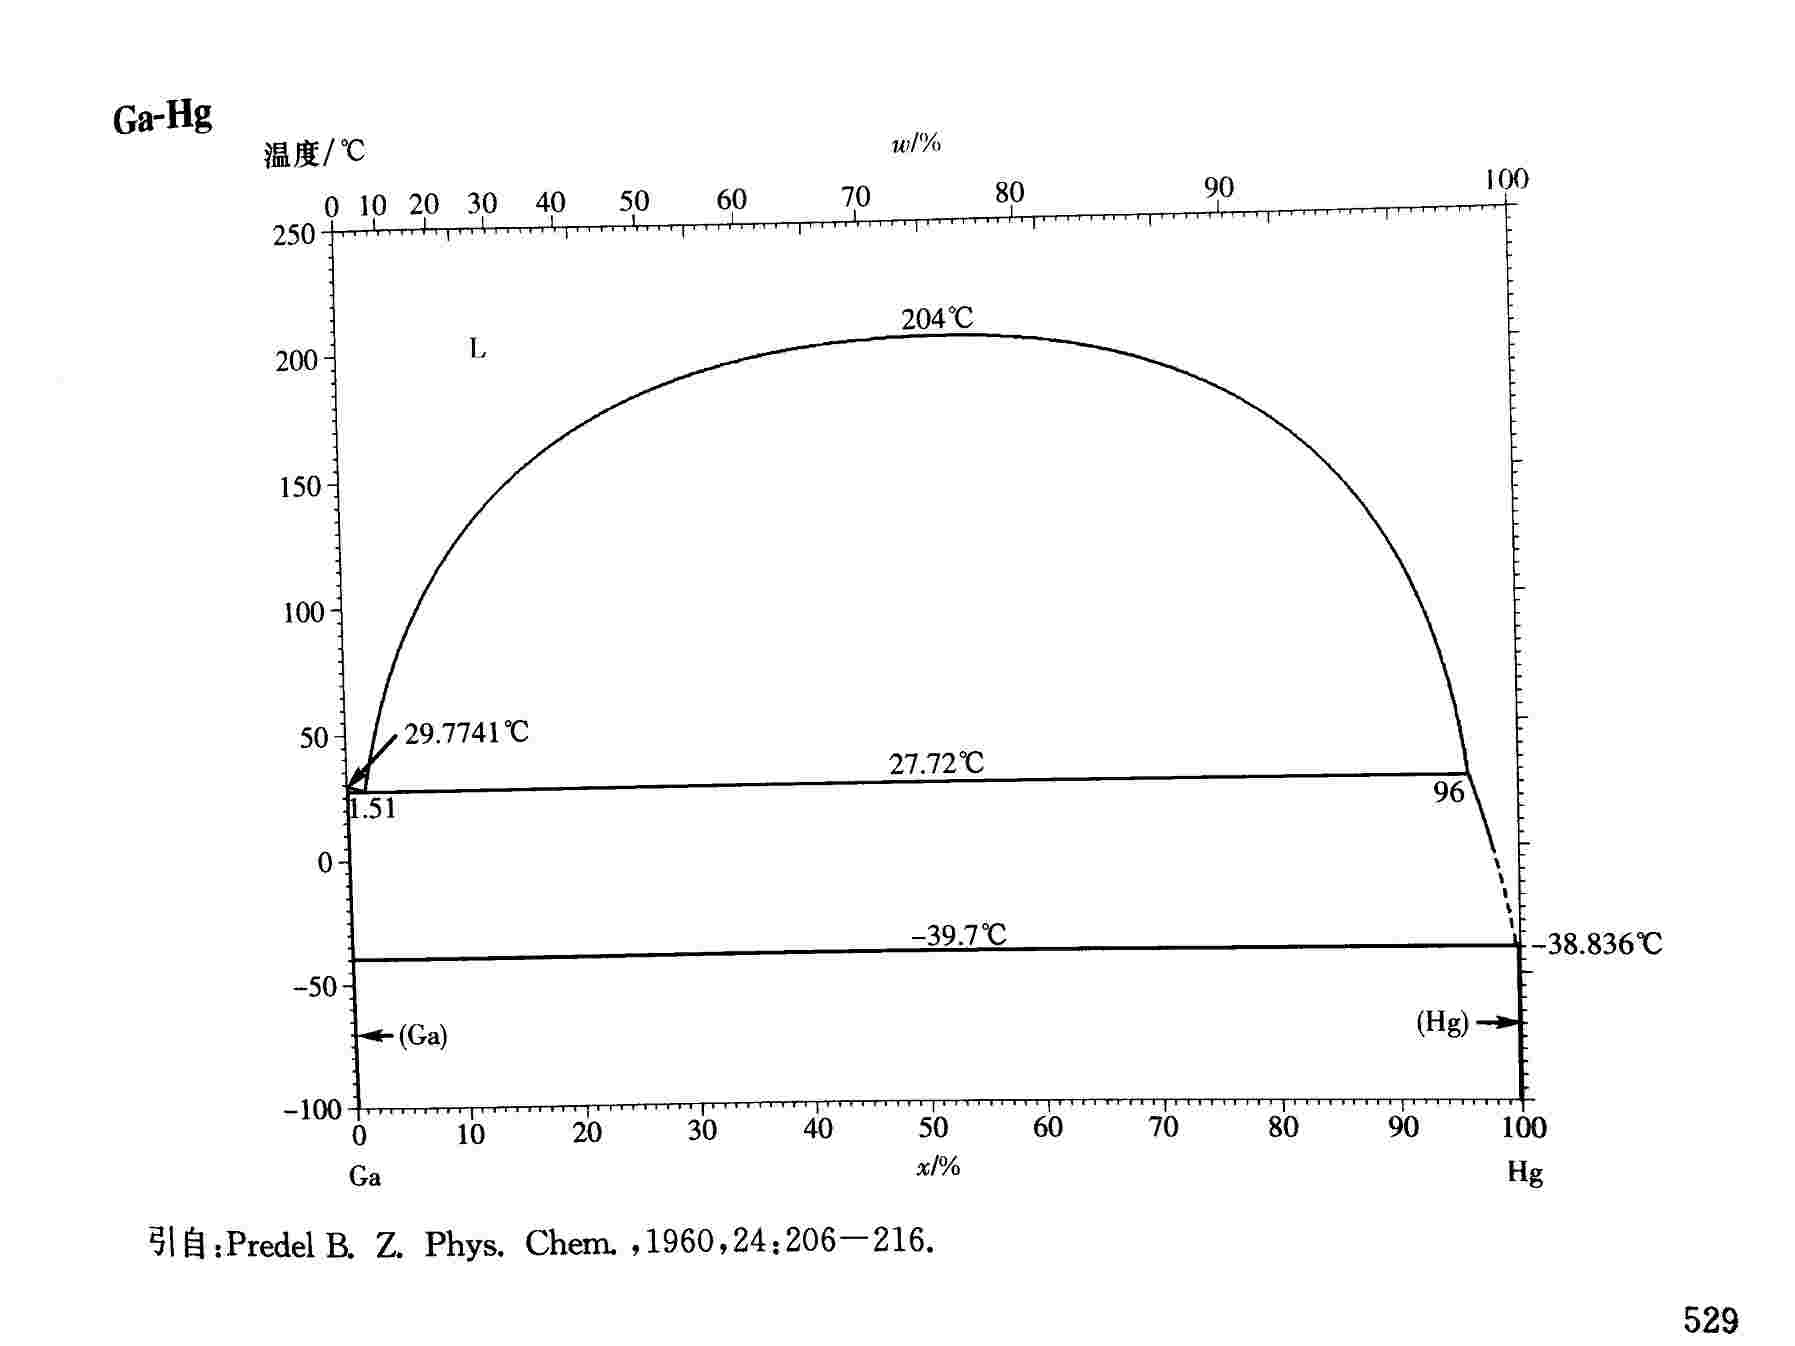 Ga-Hg
温度/℃
w/%
0 10 20 30 40 50 60 70 80 90 100
250
204℃
L
200
150
100
50
29.7741℃
27.72℃
1.51
96
0
-39.7℃
-38.836℃
-50
(Ga)
(Hg)
-100
0 10 20 30 40 50 60 70 80 90 100
Ga
x/%
Hg
引自:Predel B. Z. Phys. Chem.,1960,24:206—216.
529